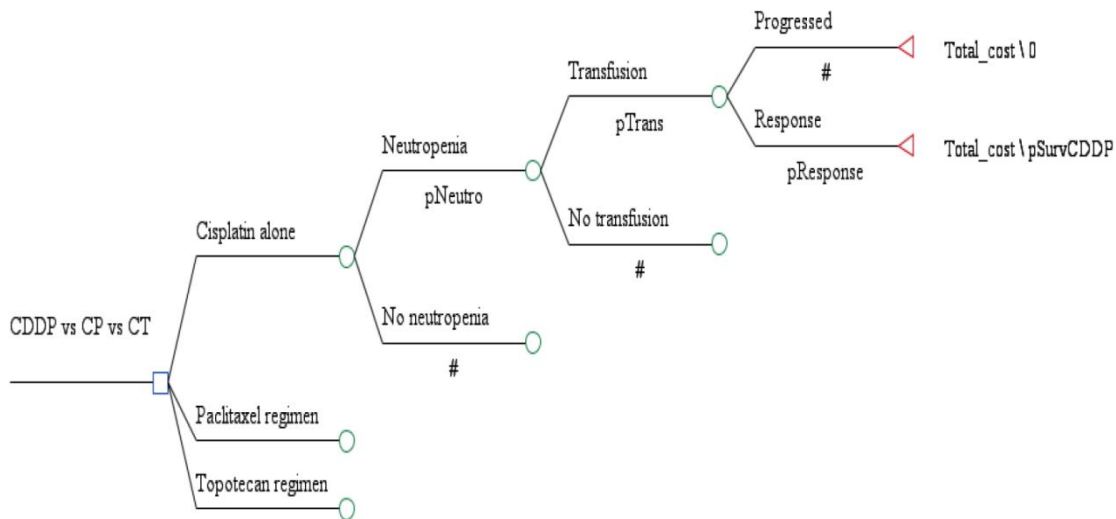 Progressed
#
Total_cost \ 0
Transfusion
pTrans
Response
pResponse
Total_cost \ pSurvCDDP
Neutropenia
pNeutro
No transfusion
#
Cisplatin alone
No neutropenia
#
CDDP vs CP vs CT
Paclitaxel regimen
Topotecan regimen